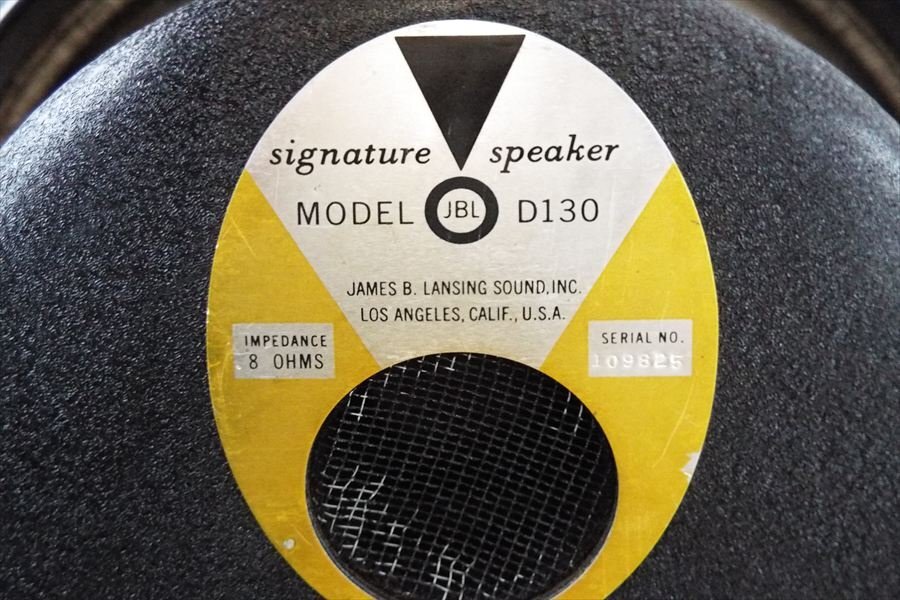 signature speaker
MODEL JBL D130
JAMES B. LANSING SOUND, INC.
LOS ANGELES, CALIF., U.S.A.
IMPEDANCE
8 OHMS
SERIAL NO.
109825